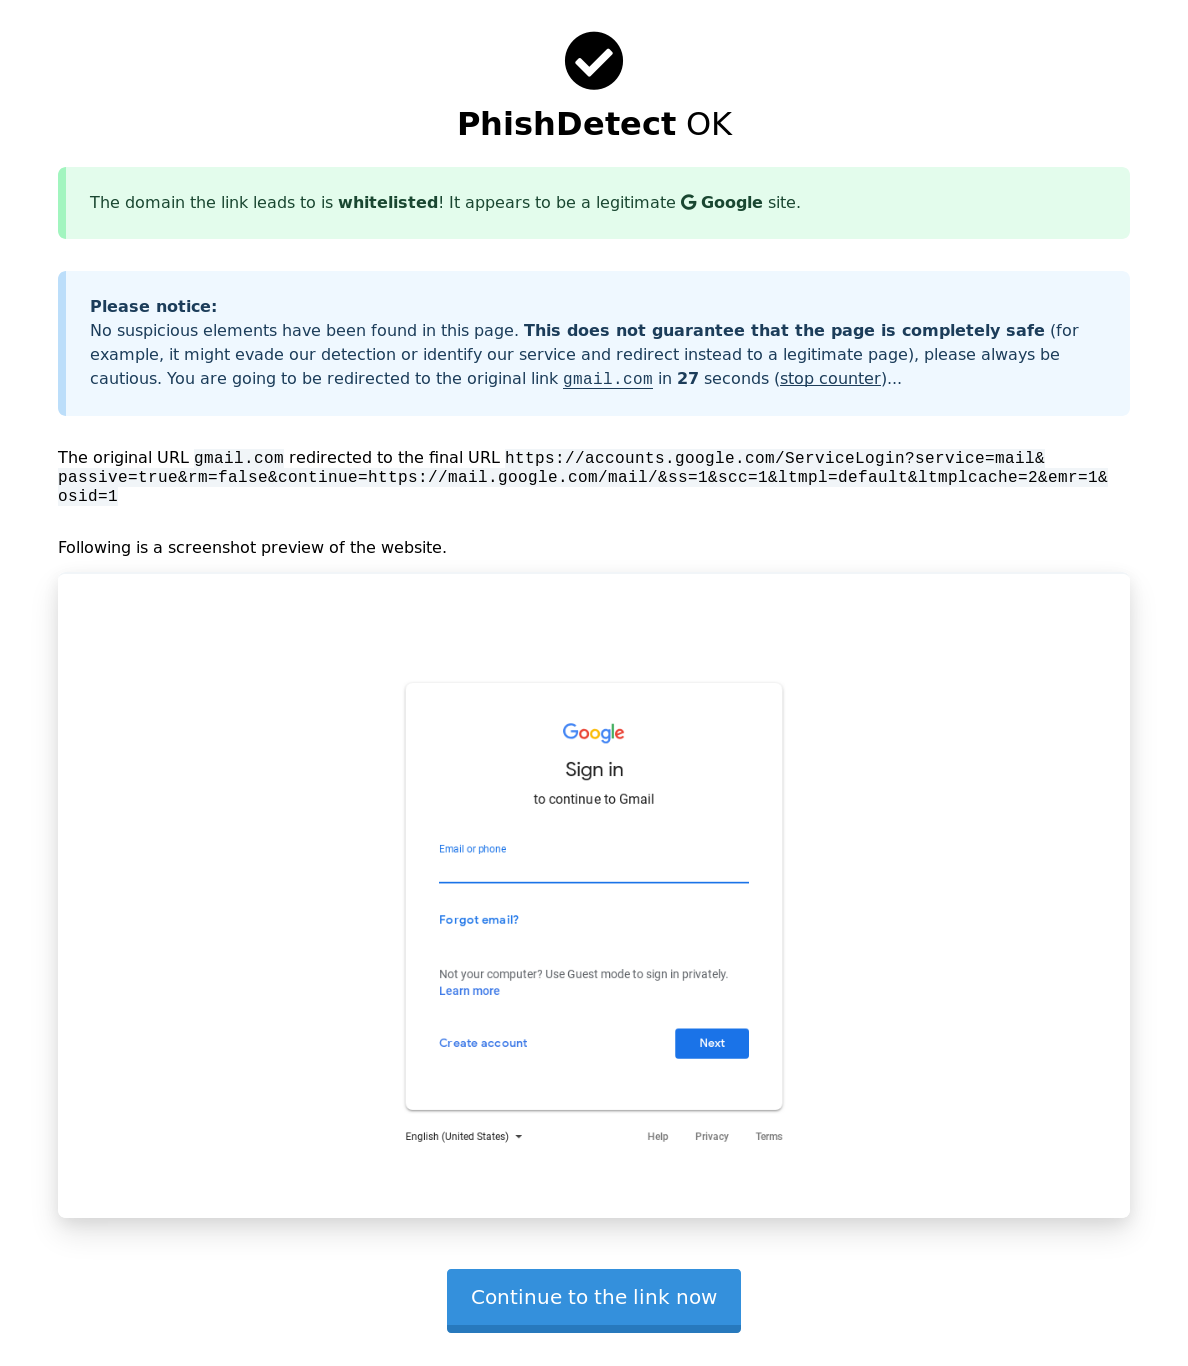 PhishDetect OK
The domain the link leads to is whitelisted! It appears to be a legitimate G Google site.
Please notice:
No suspicious elements have been found in this page. This does not guarantee that the page is completely safe (for
example, it might evade our detection or identify our service and redirect instead to a legitimate page), please always be
cautious. You are going to be redirected to the original link gmail.com in 27 seconds (stop counter)...
The original URL gmail.com redirected to the final URL https://accounts.google.com/ServiceLogin?service=mail&
passive=true&rm=false&continue=https://mail.google.com/mail/&ss=1&scc=1&ltmpl=default&ltmplcache=2&emr=1&
osid=1
Following is a screenshot preview of the website.
Google
Sign in
to continue to Gmail
Email or phone
Forgot email?
Not your computer? Use Guest mode to sign in privately.
Learn more
Create account Next
English (United States) Help Privacy Terms
Continue to the link now